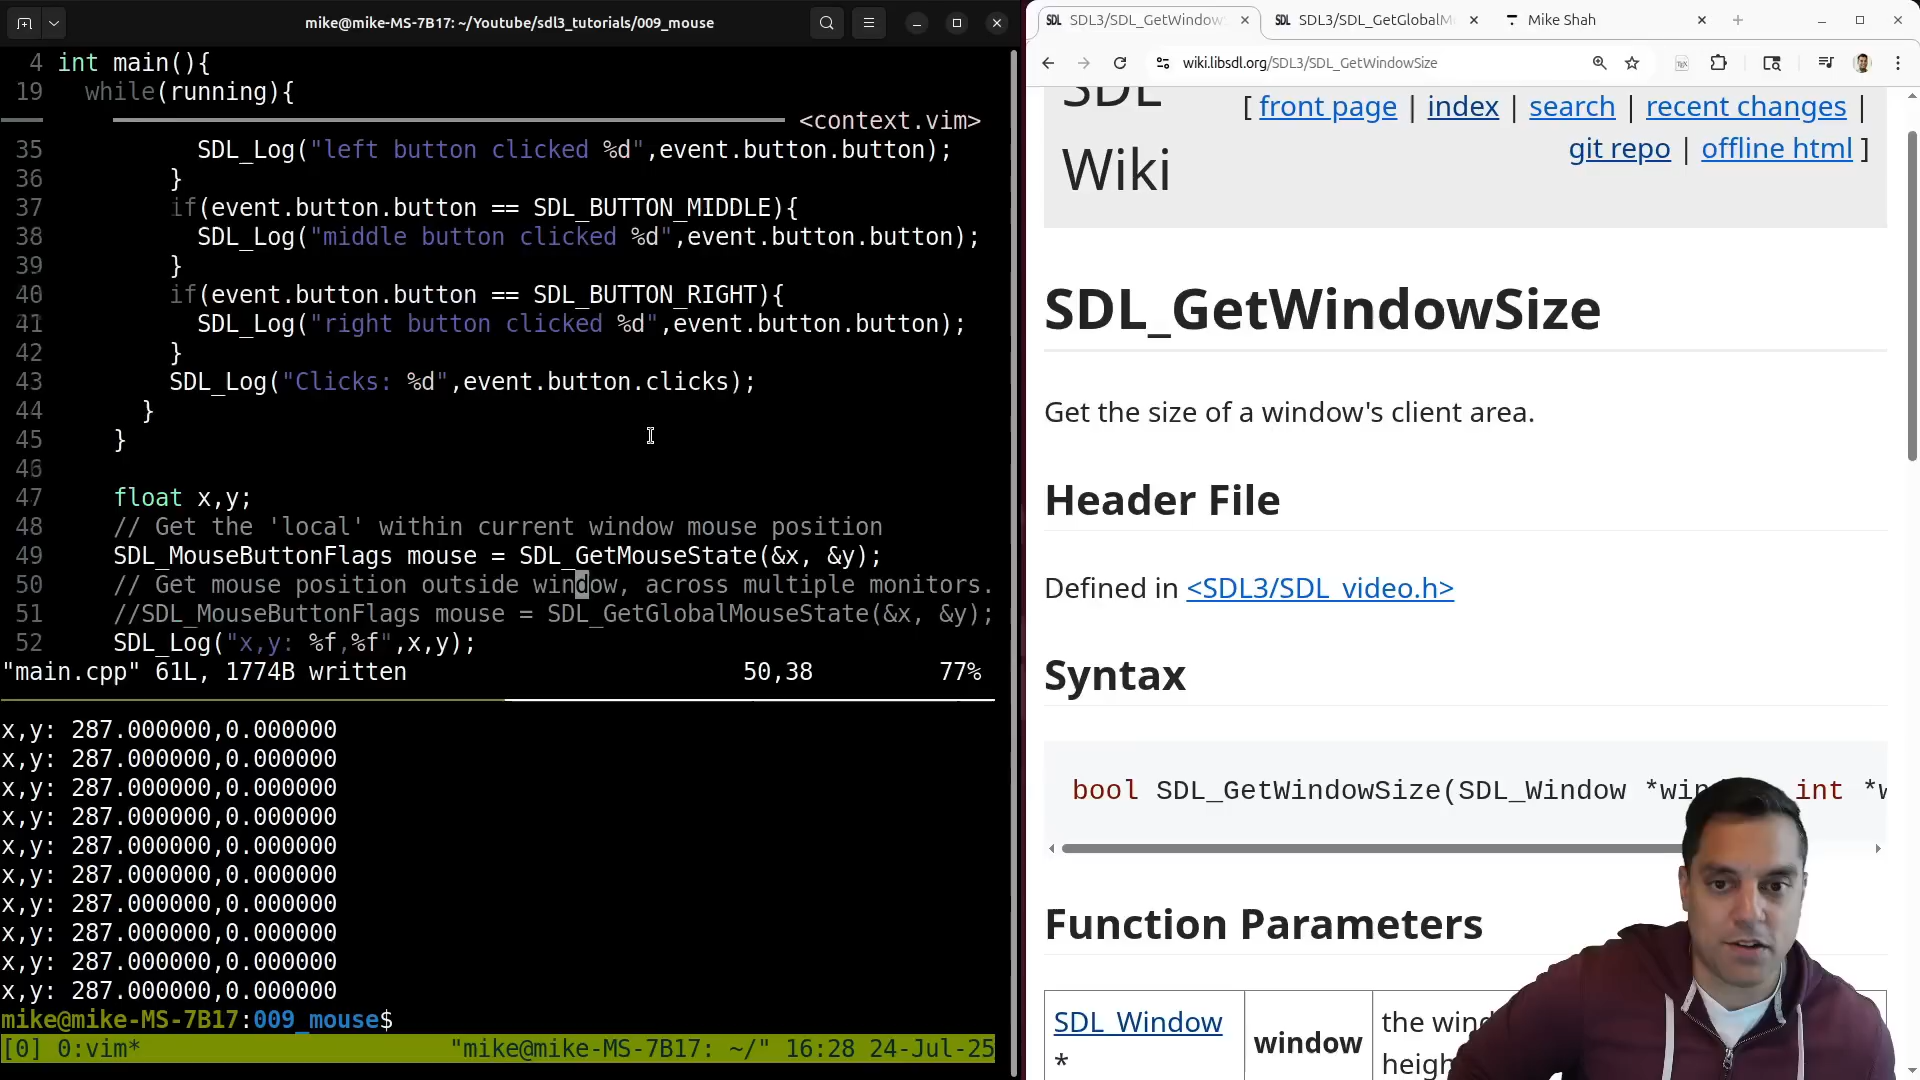 mike@mike-MS-7B17: ~/Youtube/sdl3_tutorials/009_mouse
4 int main(){
19   while(running){
<context.vim>
35           SDL_Log("left button clicked %d",event.button.button);
36         }
37         if(event.button.button == SDL_BUTTON_MIDDLE){
38           SDL_Log("middle button clicked %d",event.button.button);
39         }
40         if(event.button.button == SDL_BUTTON_RIGHT){
41           SDL_Log("right button clicked %d",event.button.button);
42         }
43         SDL_Log("Clicks: %d",event.button.clicks);
44       }
45     }
46
47     float x,y;
48     // Get the 'local' within current window mouse position
49     SDL_MouseButtonFlags mouse = SDL_GetMouseState(&x, &y);
50     // Get mouse position outside window, across multiple monitors.
51     //SDL_MouseButtonFlags mouse = SDL_GetGlobalMouseState(&x, &y);
52     SDL_Log("x,y: %f,%f",x,y);
"main.cpp" 61L, 1774B written 50,38 77%
x,y: 287.000000,0.000000
x,y: 287.000000,0.000000
x,y: 287.000000,0.000000
x,y: 287.000000,0.000000
x,y: 287.000000,0.000000
x,y: 287.000000,0.000000
x,y: 287.000000,0.000000
x,y: 287.000000,0.000000
x,y: 287.000000,0.000000
x,y: 287.000000,0.000000
mike@mike-MS-7B17:009_mouse$
[0] 0:vim* "mike@mike-MS-7B17: ~/" 16:28 24-Jul-25
SDL SDL3/SDL_GetWindow SDL SDL3/SDL_GetGlobalM Mike Shah
wiki.libsdl.org/SDL3/SDL_GetWindowSize
SDL
Wiki
[ front page | index | search | recent changes |
git repo | offline html ]
SDL_GetWindowSize
Get the size of a window's client area.
Header File
Defined in <SDL3/SDL_video.h>
Syntax
bool SDL_GetWindowSize(SDL_Window *win int *w
Function Parameters
SDL_Window
*
window
the wind
heigh